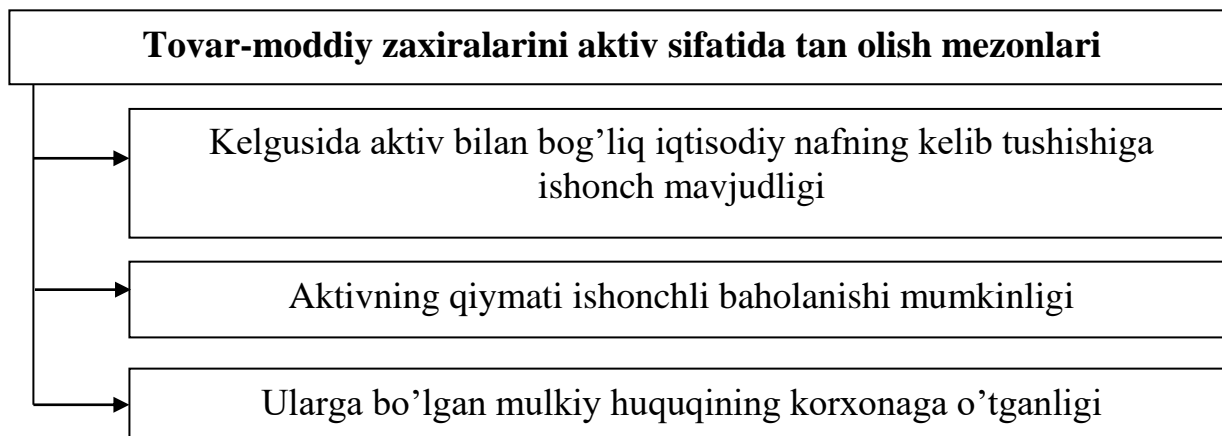 Tovar-moddiy zaxiralarini aktiv sifatida tan olish mezonlari
Kelgusida aktiv bilan bog’liq iqtisodiy nafning kelib tushishiga
ishonch mavjudligi
Aktivning qiymati ishonchli baholanishi mumkinligi
Ularga bo’lgan mulkiy huquqining korxonaga o’tganligi